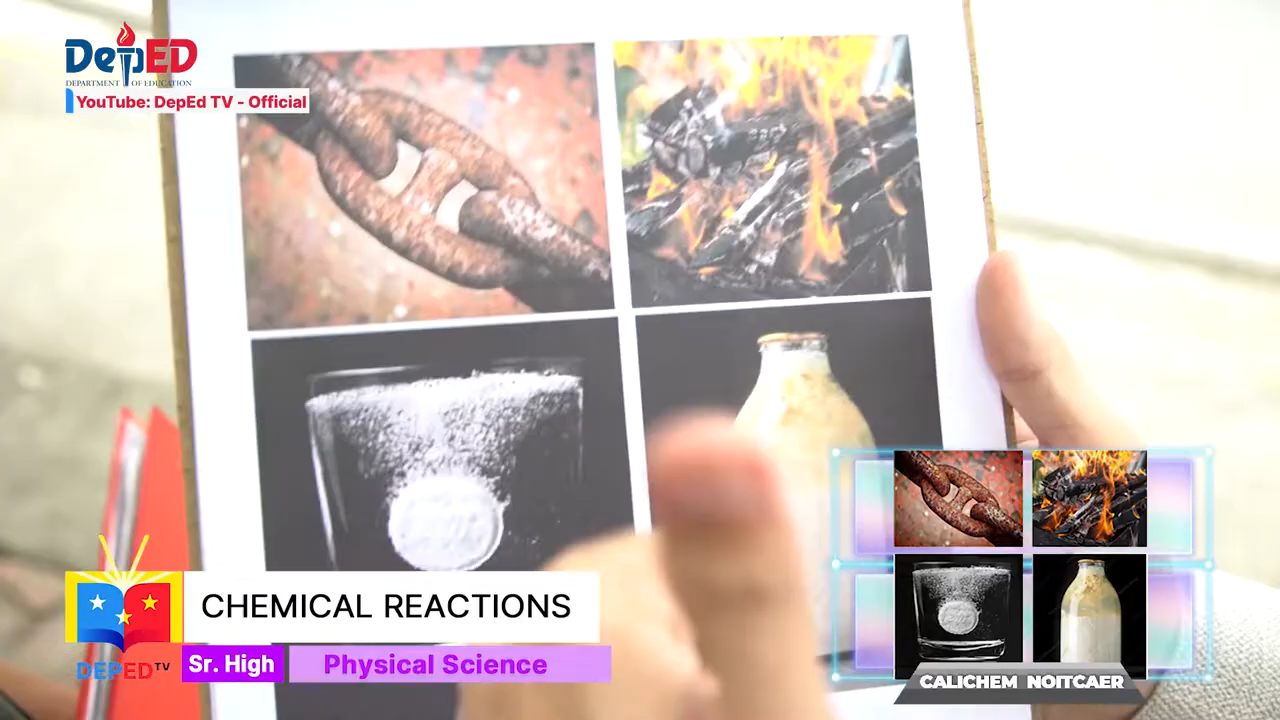 DepED
DEPARTMENT OF EDUCATION
YouTube: DepEd TV - Official
CHEMICAL REACTIONS
DEPED TV
Sr. High
Physical Science
CALICHEM NOITCAER